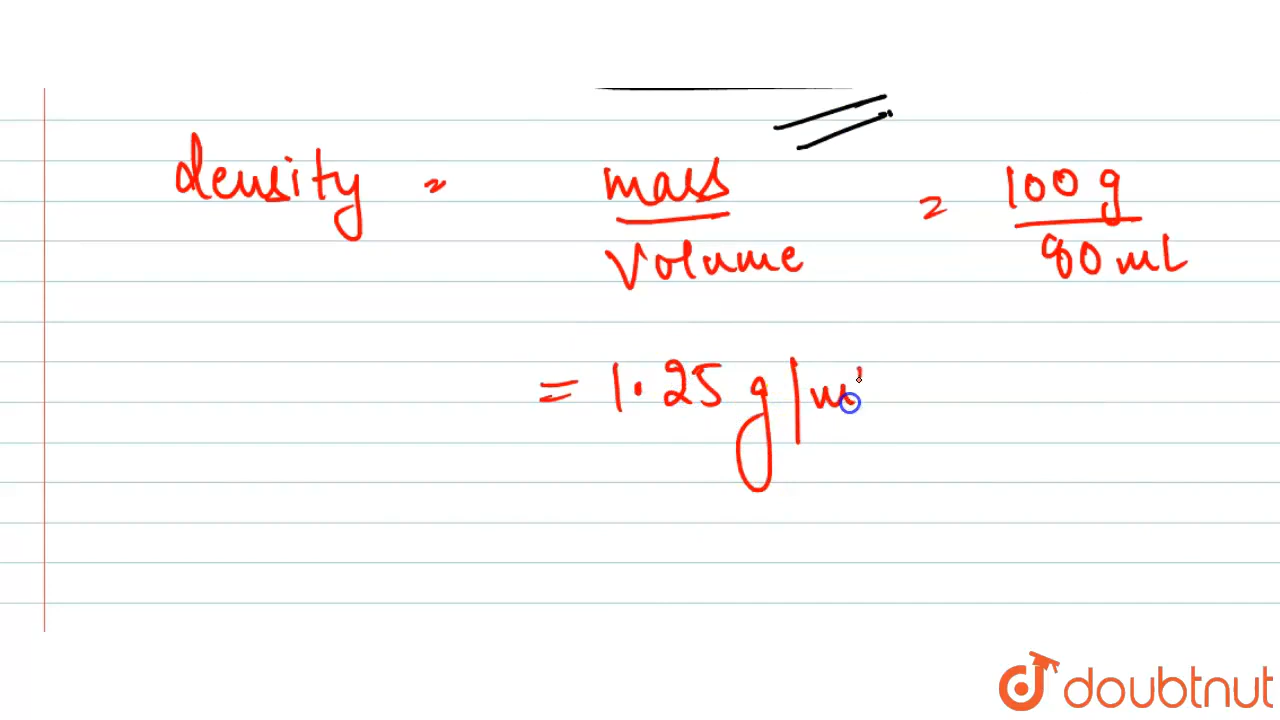 density = mass / volume = 100 g / 80 mL
= 1.25 g/m
doubtnut